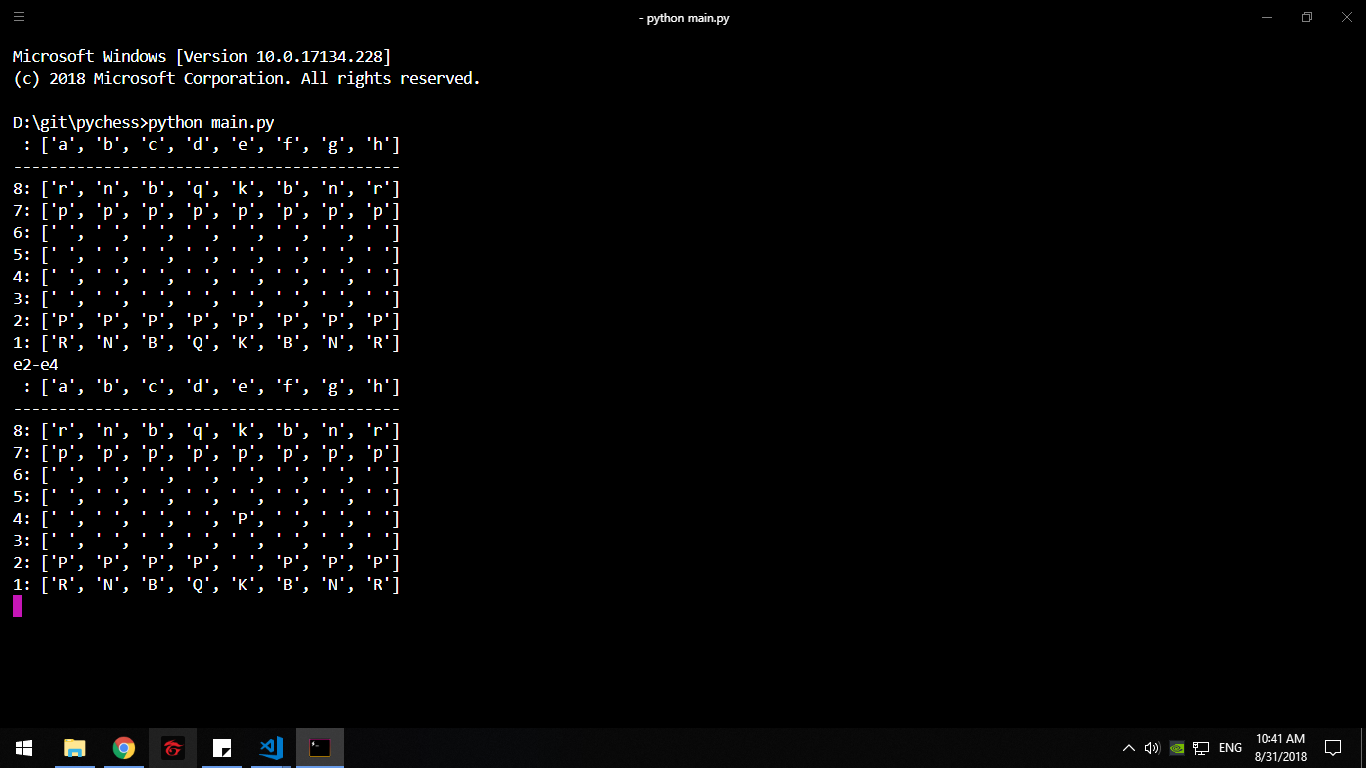 - python main.py
Microsoft Windows [Version 10.0.17134.228]
(c) 2018 Microsoft Corporation. All rights reserved.
D:\git\pychess>python main.py
 : ['a', 'b', 'c', 'd', 'e', 'f', 'g', 'h']
-------------------------------------------
8: ['r', 'n', 'b', 'q', 'k', 'b', 'n', 'r']
7: ['p', 'p', 'p', 'p', 'p', 'p', 'p', 'p']
6: [' ', ' ', ' ', ' ', ' ', ' ', ' ', ' ']
5: [' ', ' ', ' ', ' ', ' ', ' ', ' ', ' ']
4: [' ', ' ', ' ', ' ', ' ', ' ', ' ', ' ']
3: [' ', ' ', ' ', ' ', ' ', ' ', ' ', ' ']
2: ['P', 'P', 'P', 'P', 'P', 'P', 'P', 'P']
1: ['R', 'N', 'B', 'Q', 'K', 'B', 'N', 'R']
e2-e4
 : ['a', 'b', 'c', 'd', 'e', 'f', 'g', 'h']
-------------------------------------------
8: ['r', 'n', 'b', 'q', 'k', 'b', 'n', 'r']
7: ['p', 'p', 'p', 'p', 'p', 'p', 'p', 'p']
6: [' ', ' ', ' ', ' ', ' ', ' ', ' ', ' ']
5: [' ', ' ', ' ', ' ', ' ', ' ', ' ', ' ']
4: [' ', ' ', ' ', ' ', 'P', ' ', ' ', ' ']
3: [' ', ' ', ' ', ' ', ' ', ' ', ' ', ' ']
2: ['P', 'P', 'P', 'P', ' ', 'P', 'P', 'P']
1: ['R', 'N', 'B', 'Q', 'K', 'B', 'N', 'R']
ENG
10:41 AM
8/31/2018